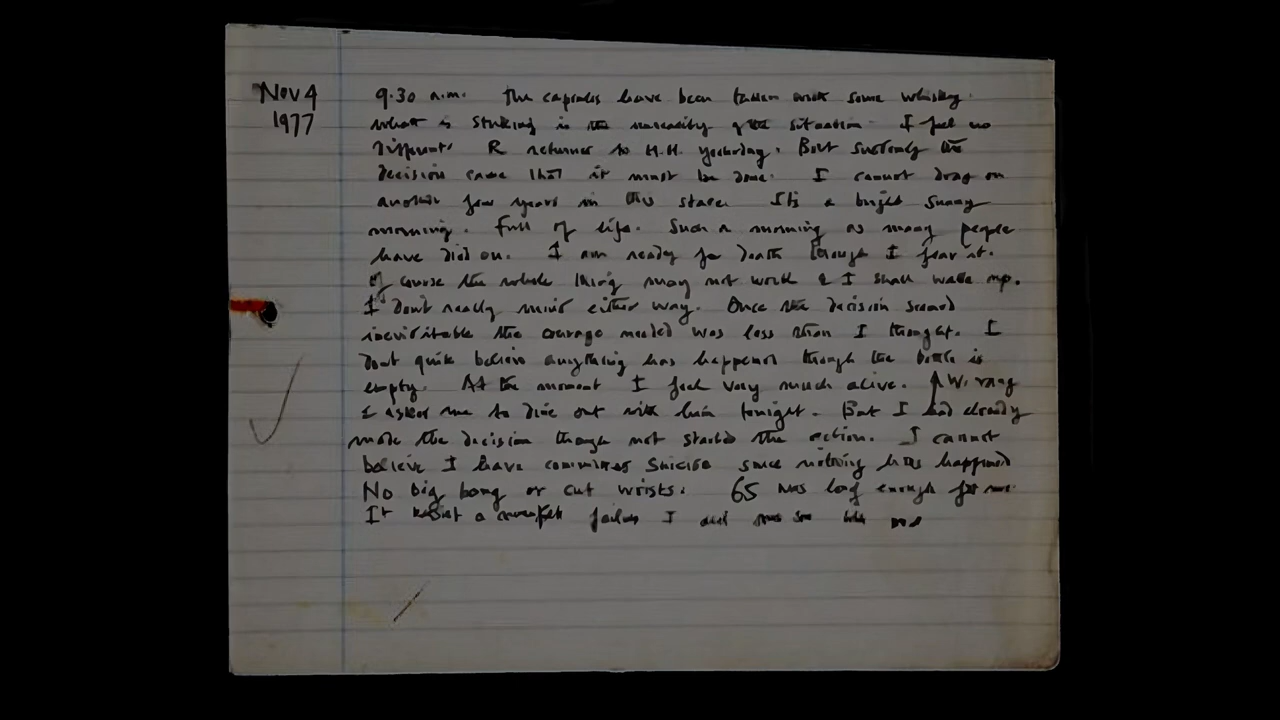 Nov 4 9.30 a.m. The capsules have been taken with some whisky.
1977 What is striking is the unreality of the situation. I feel no
different. R returned to H.H. yesterday. But suddenly the
decision came that it must be done. I cannot drag on
another few years in this state. It's a bright sunny
morning. Full of life. Such a morning as many people
have died on. I am ready for death though I fear it.
Of course the whole thing may not work & I shall wake up.
I don't really mind either way. Once the decision seemed
inevitable the courage needed was less than I thought. I
don't quite believe anything has happened though the bottle is
empty. At the moment I feel very much alive. W. rang
& asked me to dine out with him tonight. But I had already
made the decision though not started the action. I cannot
believe I have committed suicide since nothing has happened
No big bang or cut wrists. 65 was long enough for me.
It a failure I